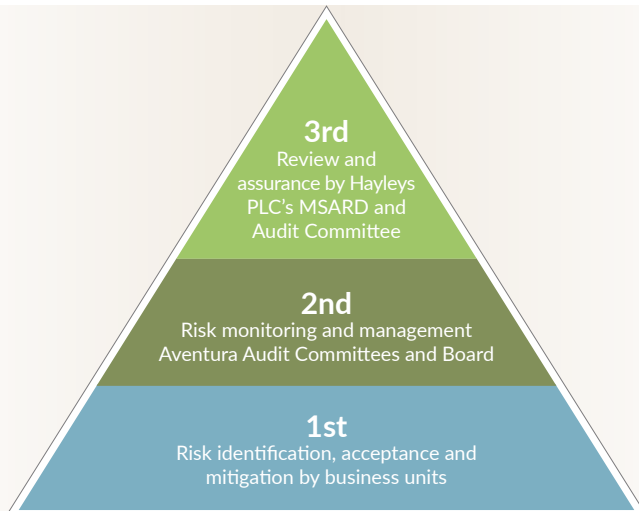 3rd
Review and
assurance by Hayleys
PLC's MSARD and
Audit Committee
2nd
Risk monitoring and management
Aventura Audit Committees and Board
1st
Risk identification, acceptance and
mitigation by business units